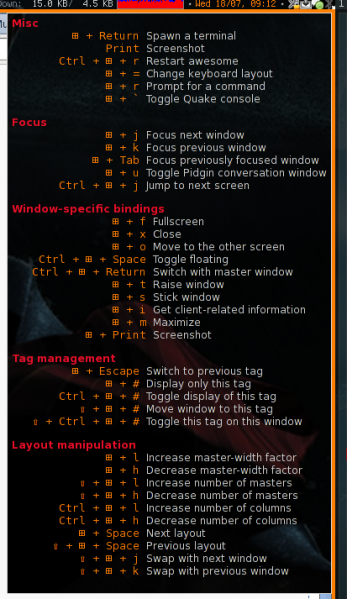 Down: 15.0 KB/ 4.5 KB • Wed 18/07, 09:12 • 1
Misc
⊞ + Return Spawn a terminal
Print Screenshot
Ctrl + ⊞ + r Restart awesome
⊞ + = Change keyboard layout
⊞ + r Prompt for a command
⊞ + ` Toggle Quake console
Focus
⊞ + j Focus next window
⊞ + k Focus previous window
⊞ + Tab Focus previously focused window
⊞ + u Toggle Pidgin conversation window
Ctrl + ⊞ + j Jump to next screen
Window-specific bindings
⊞ + f Fullscreen
⊞ + x Close
⊞ + o Move to the other screen
Ctrl + ⊞ + Space Toggle floating
Ctrl + ⊞ + Return Switch with master window
⊞ + t Raise window
⊞ + s Stick window
⊞ + i Get client-related information
⊞ + m Maximize
⊞ + Print Screenshot
Tag management
⊞ + Escape Switch to previous tag
⊞ + # Display only this tag
Ctrl + ⊞ + # Toggle display of this tag
⇧ + ⊞ + # Move window to this tag
⇧ + Ctrl + ⊞ + # Toggle this tag on this window
Layout manipulation
⊞ + l Increase master-width factor
⊞ + h Decrease master-width factor
⇧ + ⊞ + l Increase number of masters
⇧ + ⊞ + h Decrease number of masters
Ctrl + ⊞ + l Increase number of columns
Ctrl + ⊞ + h Decrease number of columns
⊞ + Space Next layout
⇧ + ⊞ + Space Previous layout
⇧ + ⊞ + j Swap with next window
⇧ + ⊞ + k Swap with previous window